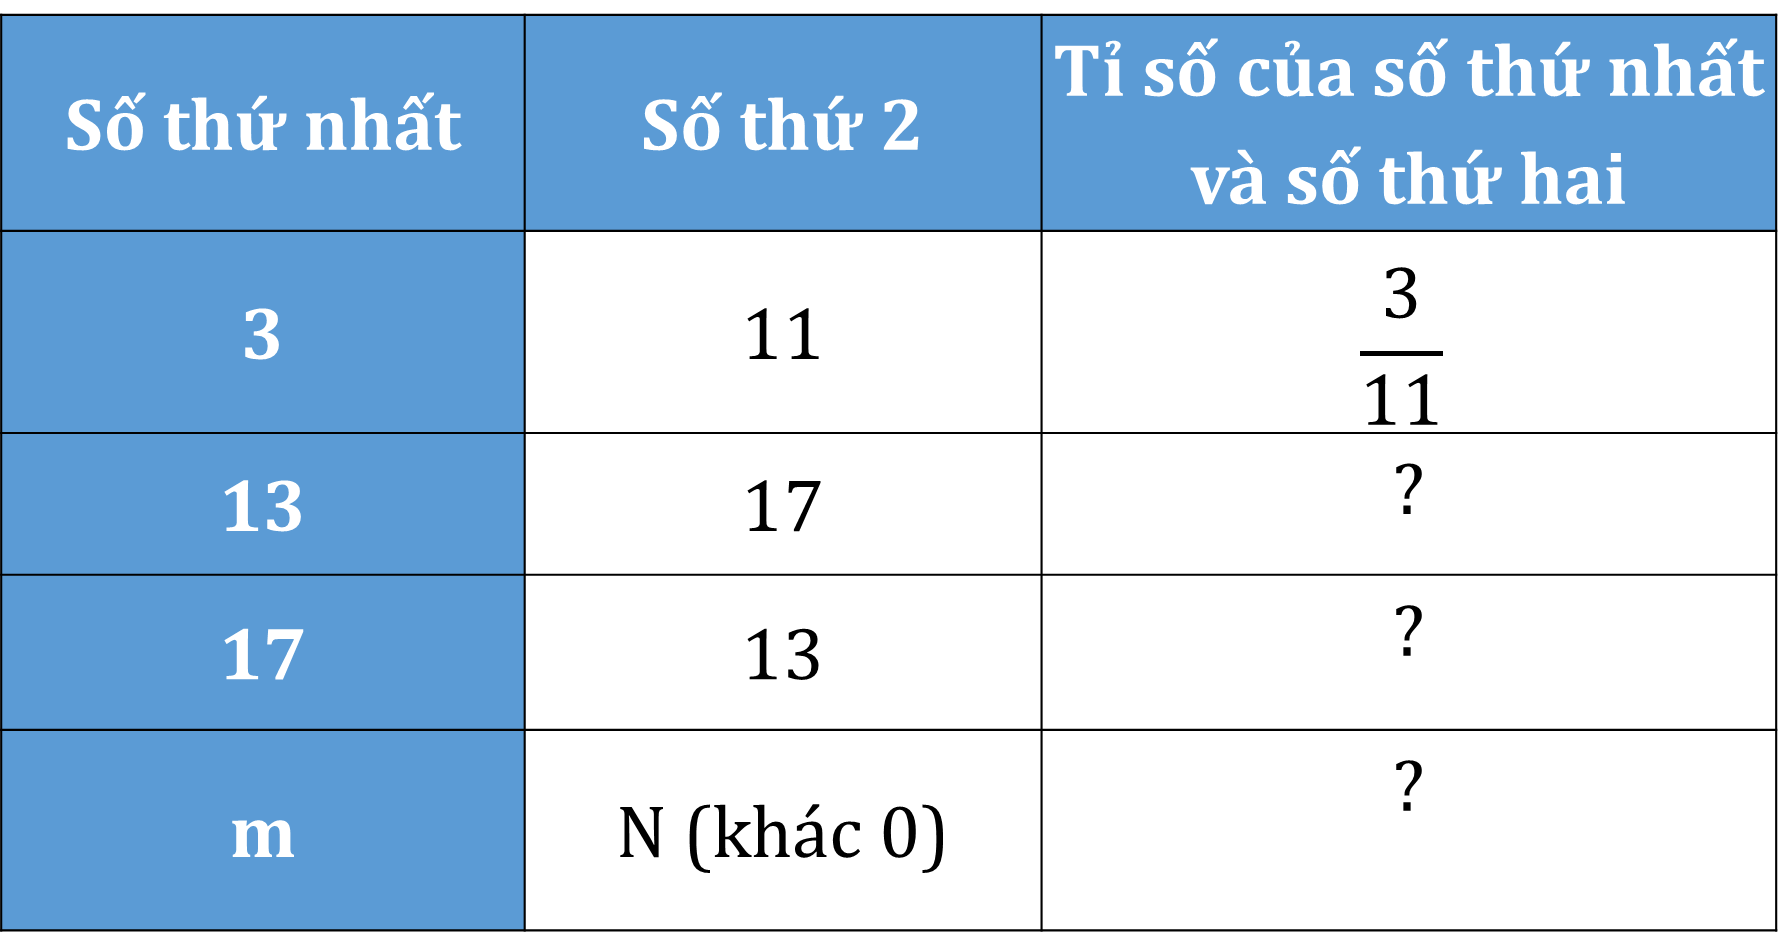 Số thứ nhất
Số thứ 2
Tỉ số của số thứ nhất
và số thứ hai
3
11
3
11
13
17
?
17
13
?
m
N (khác 0)
?